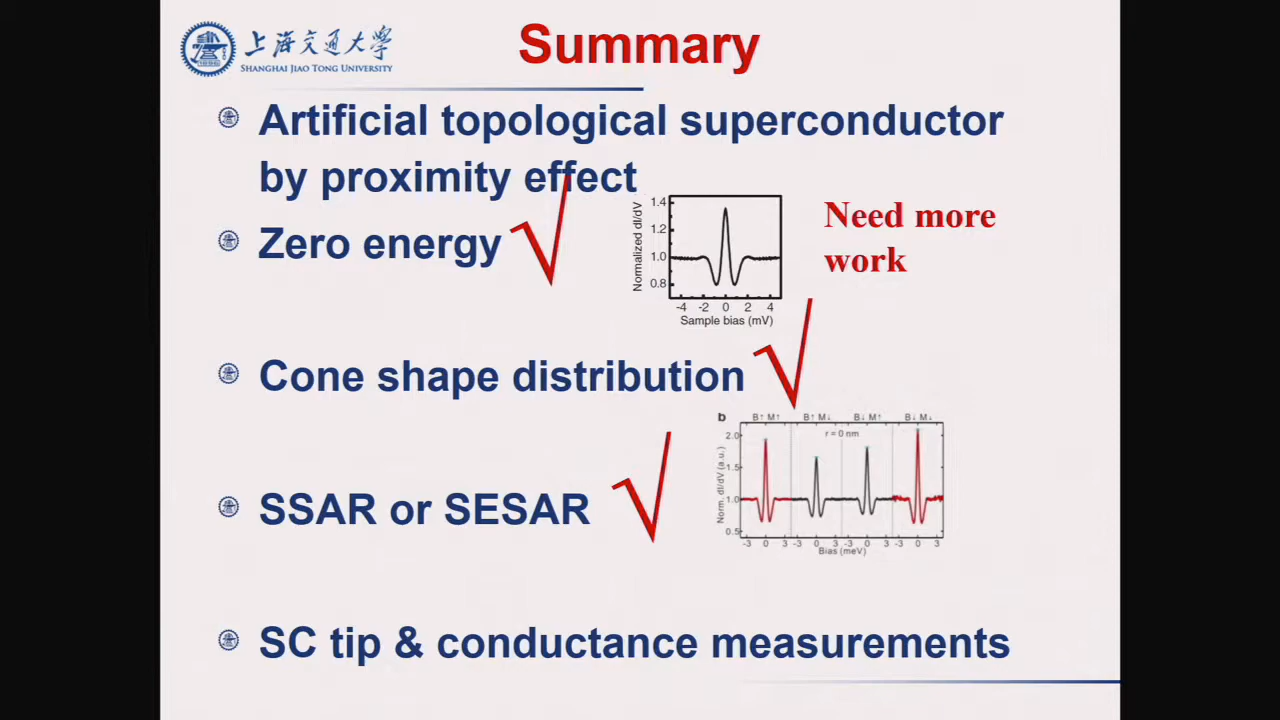 上海交通大学
SHANGHAI JIAO TONG UNIVERSITY
Summary
Artificial topological superconductor
by proximity effect
Zero energy
Need more
work
Normalized dI/dV
1.4
1.2
1.0
0.8
-4 -2 0 2 4
Sample bias (mV)
Cone shape distribution
b
B↑ M↑ B↑ M↓ B↓ M↑ B↓ M↓
r = 0 nm
Norm. dI/dV (a.u.)
2.0
1.5
1.0
0.5
-3 0 3 -3 0 3 -3 0 3 -3 0 3
Bias (meV)
SSAR or SESAR
SC tip & conductance measurements